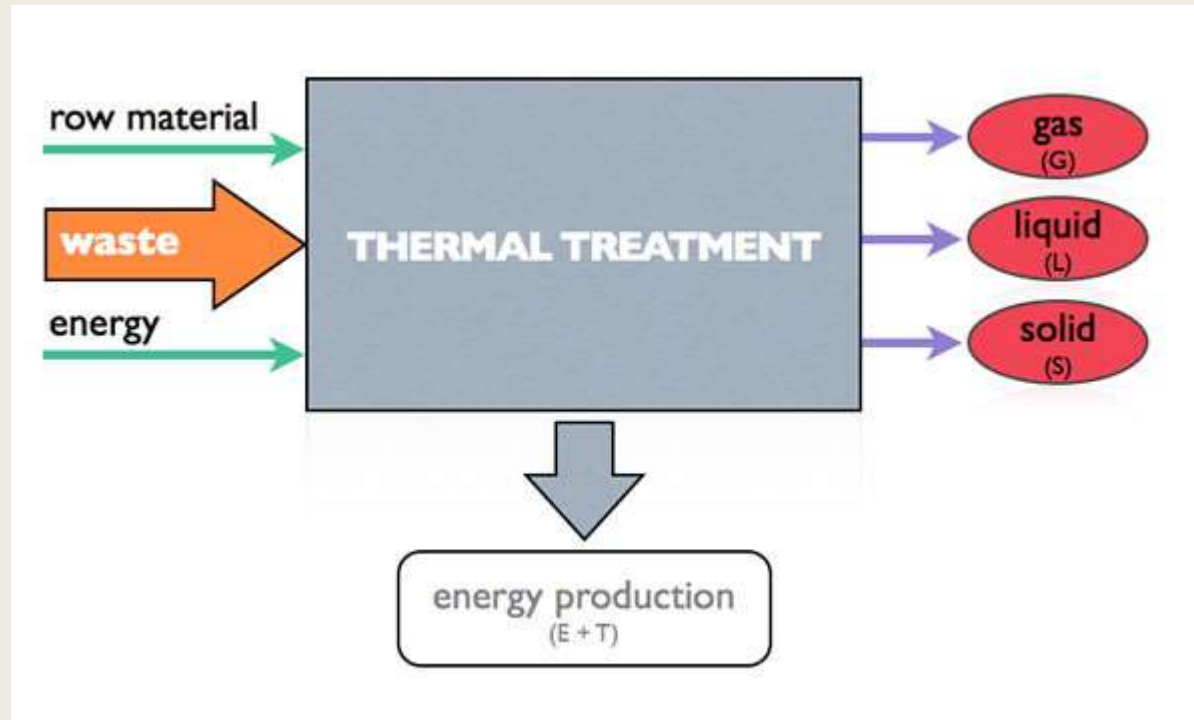 row material
waste
energy
THERMAL TREATMENT
gas
(G)
liquid
(L)
solid
(S)
energy production
(E + T)